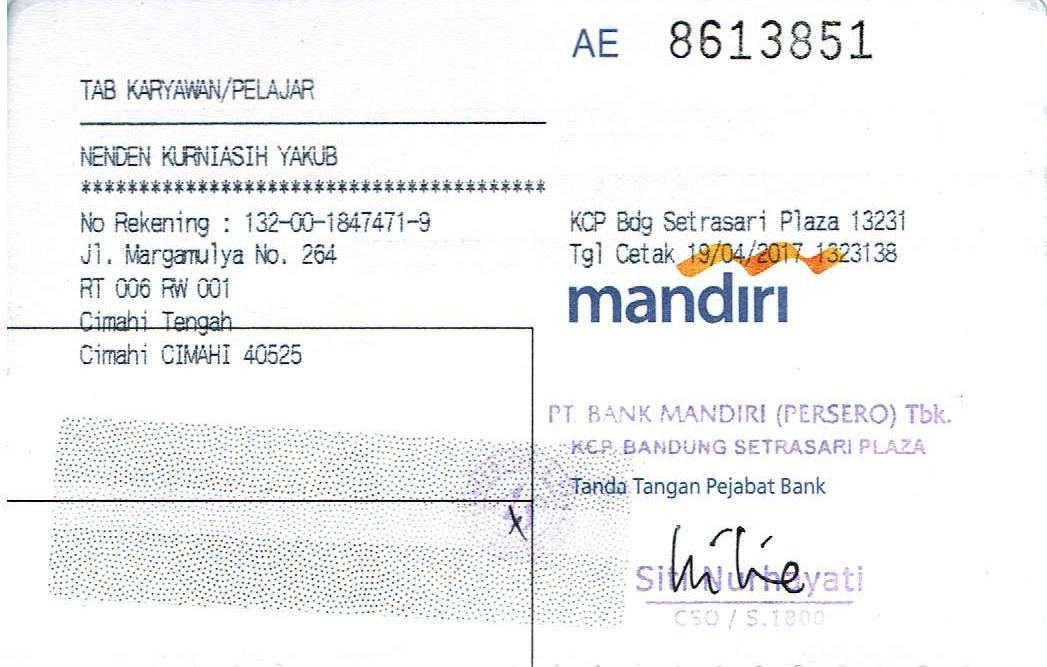 AE 8613851
TAB KARYAWAN/PELAJAR
NENDEN KURNIASIH YAKUB
****************************************
No Rekening : 132-00-1847471-9
Jl. Margamulya No. 264
RT 006 RW 001
Cimahi Tengah
Cimahi CIMAHI 40525
KCP Bdg Setrasari Plaza 13231
Tgl Cetak 19/04/2017 1323138
mandiri
PT. BANK MANDIRI (PERSERO) Tbk.
KCP. BANDUNG SETRASARI PLAZA
Tanda Tangan Pejabat Bank
Siti Nurhayati
CSO / S.1800